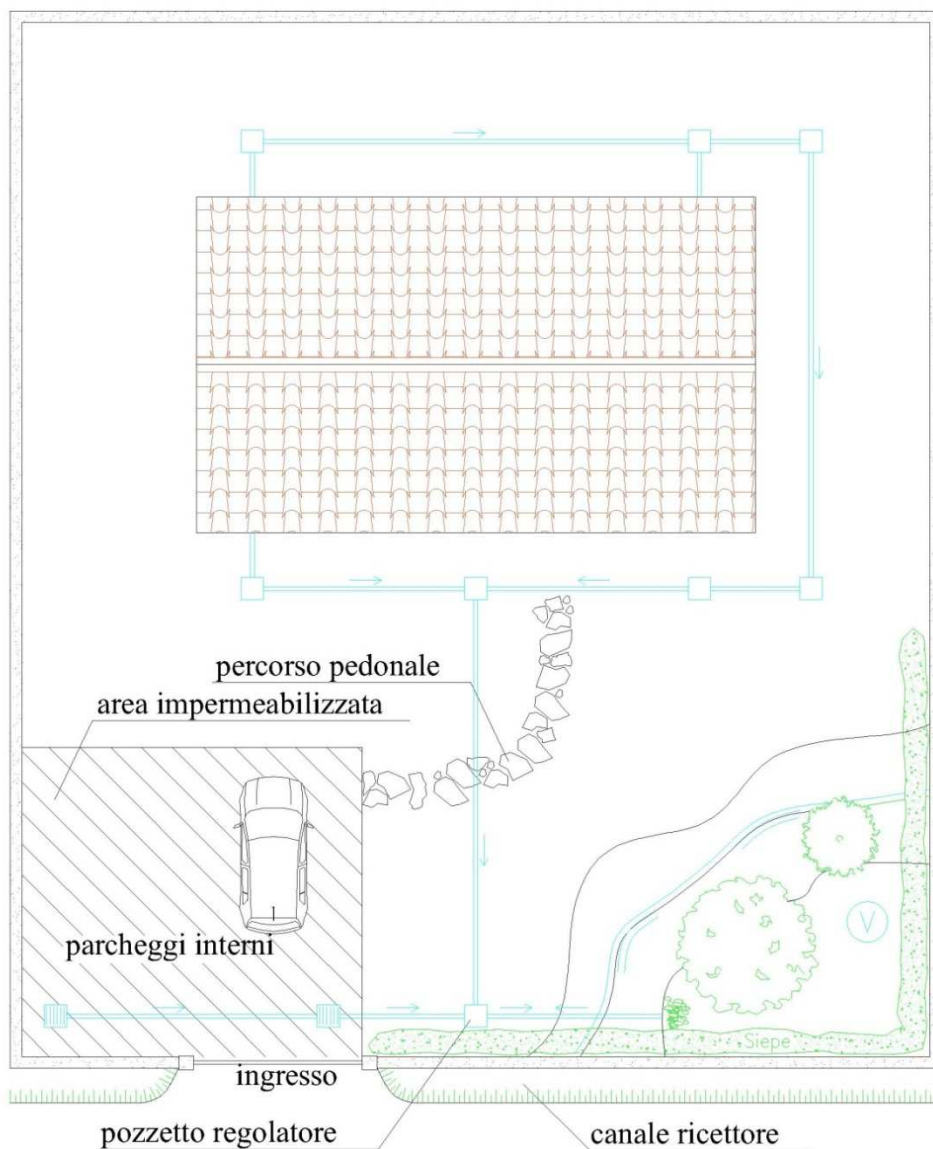 percorso pedonale
area impermeabilizzata
V
parcheggi interni
Siepe
ingresso
pozzetto regolatore
canale ricettore